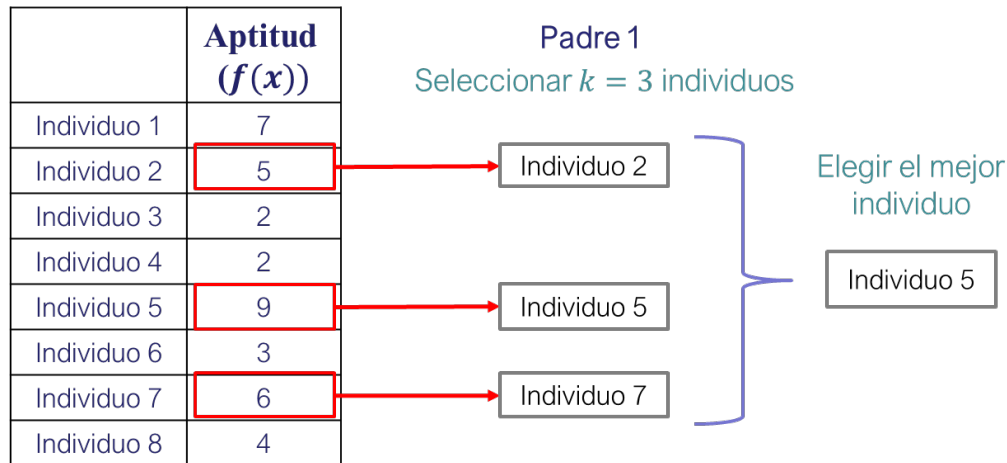 Aptitud
(f(x))
Individuo 1 7
Individuo 2 5
Individuo 3 2
Individuo 4 2
Individuo 5 9
Individuo 6 3
Individuo 7 6
Individuo 8 4
Padre 1
Seleccionar k = 3 individuos
Individuo 2
Individuo 5
Individuo 7
Elegir el mejor
individuo
Individuo 5